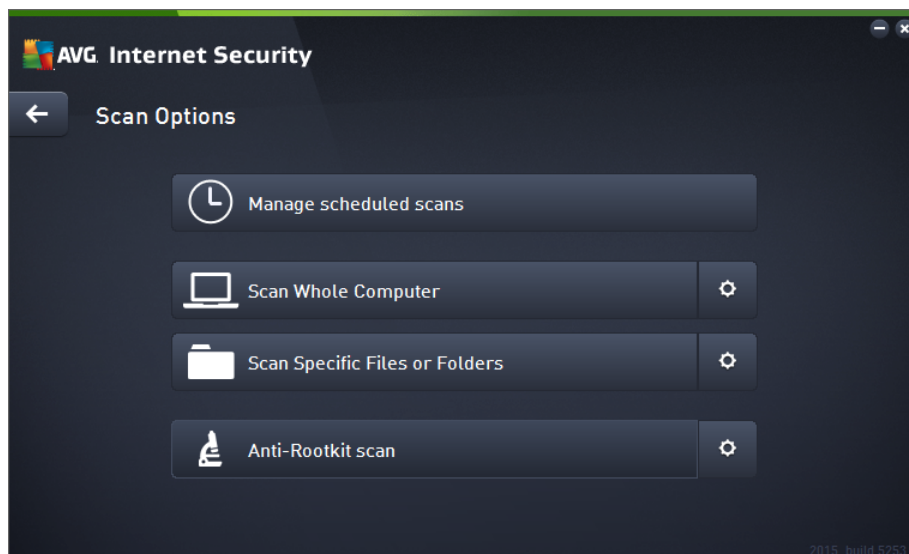 AVG. Internet Security
Scan Options
Manage scheduled scans
Scan Whole Computer
Scan Specific Files or Folders
Anti-Rootkit scan
2015, build 5253